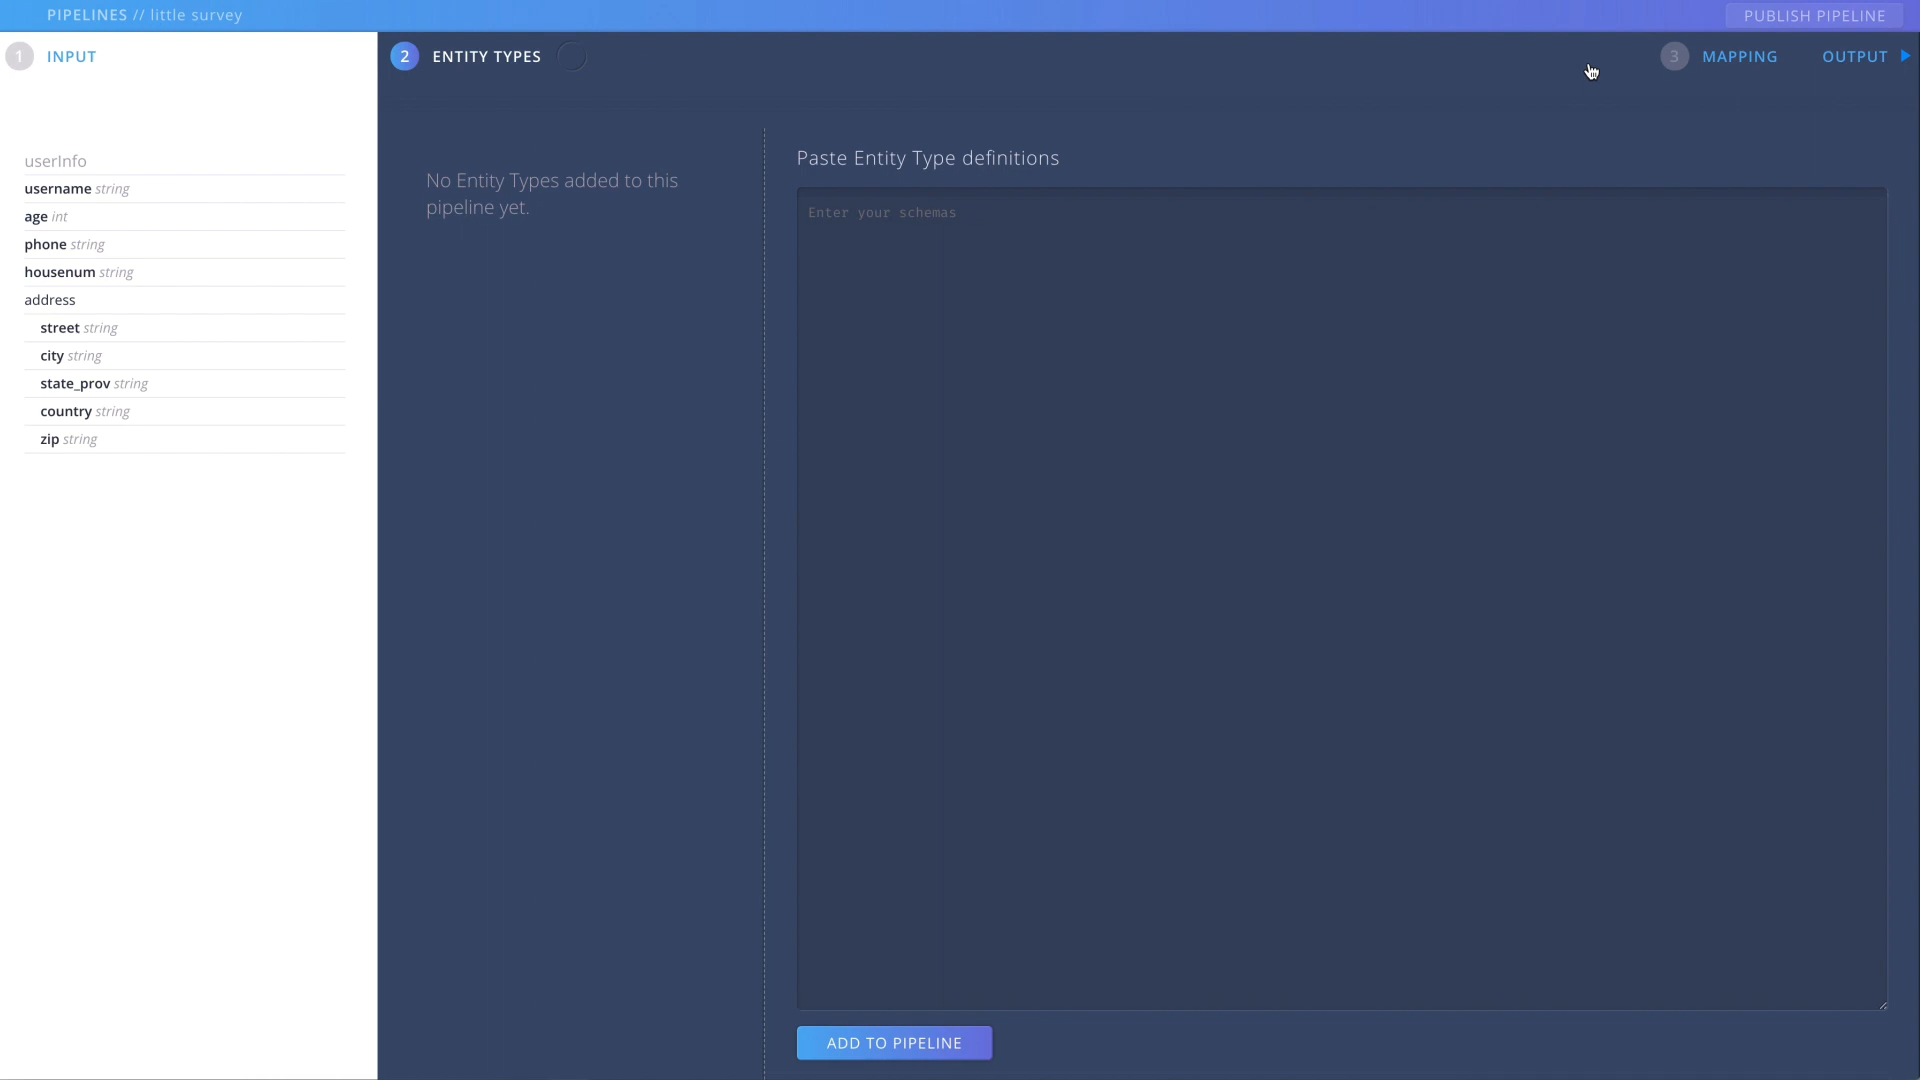 PIPELINES // little survey
PUBLISH PIPELINE
1 INPUT
2 ENTITY TYPES
3 MAPPING
OUTPUT
userInfo
username string
age int
phone string
housenum string
address
street string
city string
state_prov string
country string
zip string
No Entity Types added to this
pipeline yet.
Paste Entity Type definitions
Enter your schemas
ADD TO PIPELINE